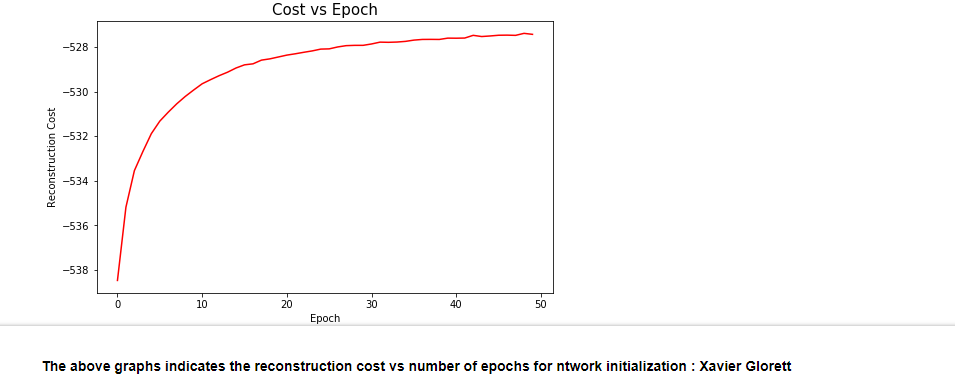 Cost vs Epoch
−528
−530
−532
−534
−536
−538
Reconstruction Cost
0 10 20 30 40 50
Epoch
The above graphs indicates the reconstruction cost vs number of epochs for ntwork initialization : Xavier Glorett